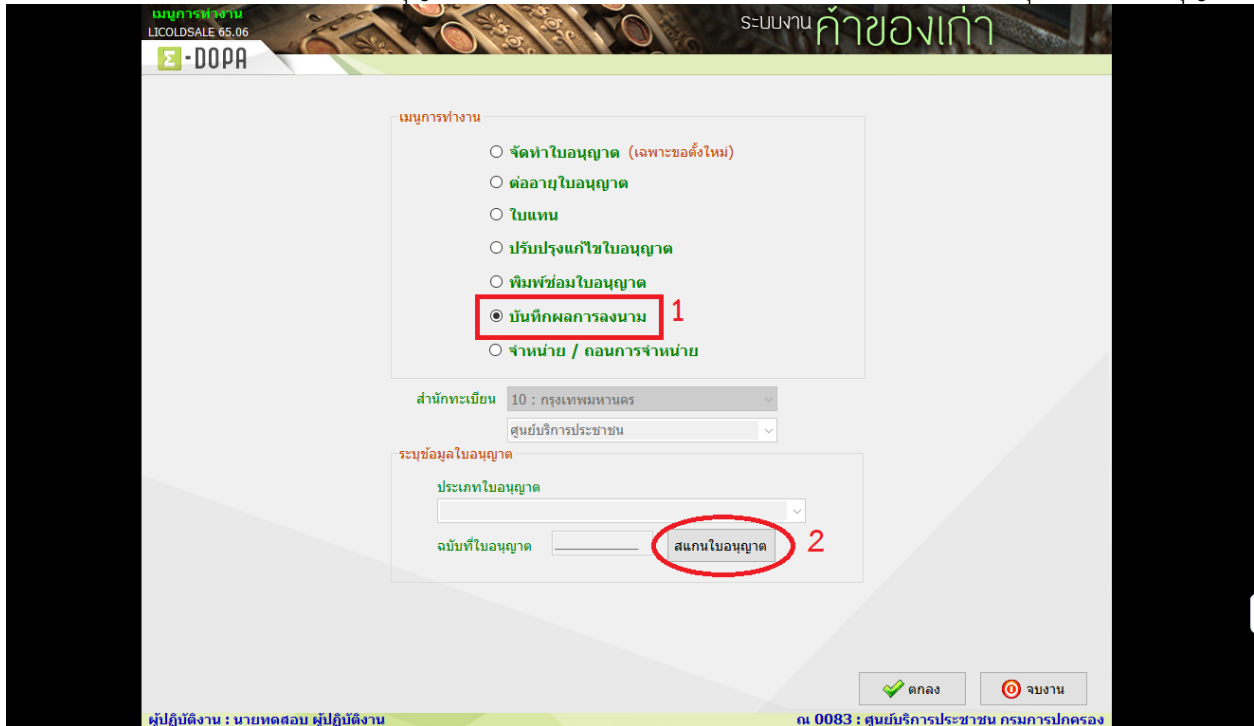 เมนูการทำงาน
LICOLDSALE 65.06
ระบบงาน ค้าของเก่า
Σ-DOPA
เมนูการทำงาน
จัดทำใบอนุญาต (เฉพาะขอตั้งใหม่)
ต่ออายุใบอนุญาต
ใบแทน
ปรับปรุงแก้ไขใบอนุญาต
พิมพ์ซ่อมใบอนุญาต
บันทึกผลการลงนาม 1
จำหน่าย / ถอนการจำหน่าย
สำนักทะเบียน 10 : กรุงเทพมหานคร
ศูนย์บริการประชาชน
ระบุข้อมูลใบอนุญาต
ประเภทใบอนุญาต
ฉบับที่ใบอนุญาต สแกนใบอนุญาต 2
ตกลง จบงาน
ผู้ปฏิบัติงาน : นายทดสอบ ผู้ปฏิบัติงาน ณ 0083 : ศูนย์บริการประชาชน กรมการปกครอง